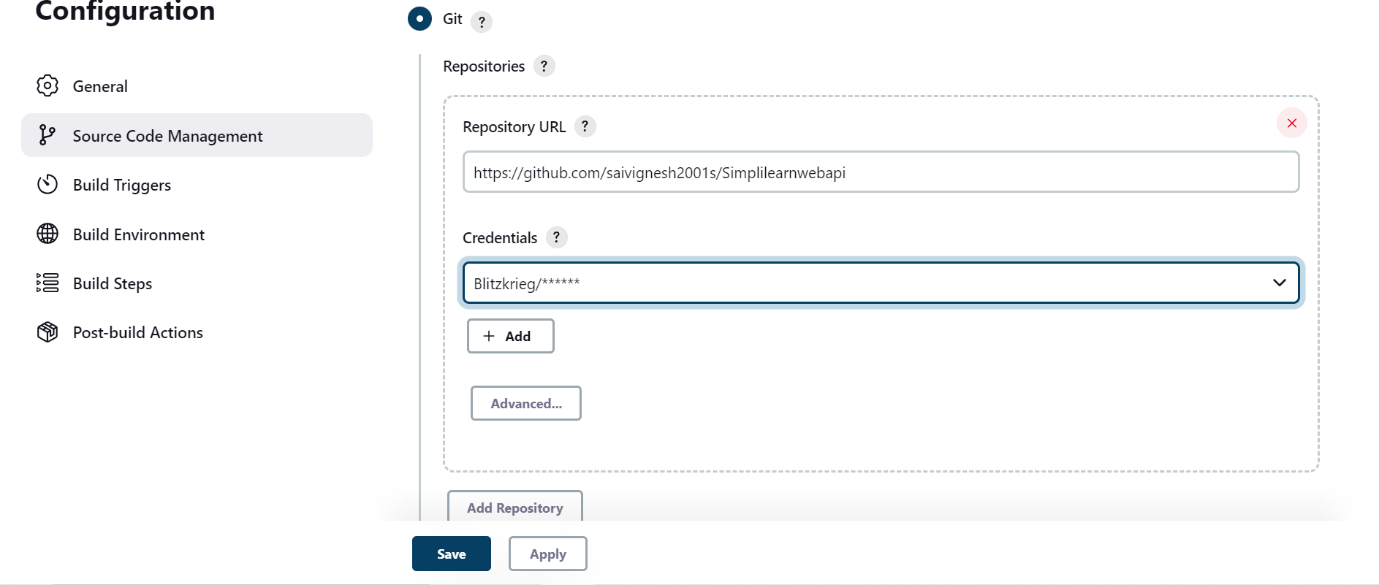 Configuration
General
Source Code Management
Build Triggers
Build Environment
Build Steps
Post-build Actions
Git ?
Repositories ?
Repository URL ?
https://github.com/saivignesh2001s/Simplilearnwebapi
Credentials ?
Blitzkrieg/******
+ Add
Advanced...
Add Repository
Save Apply